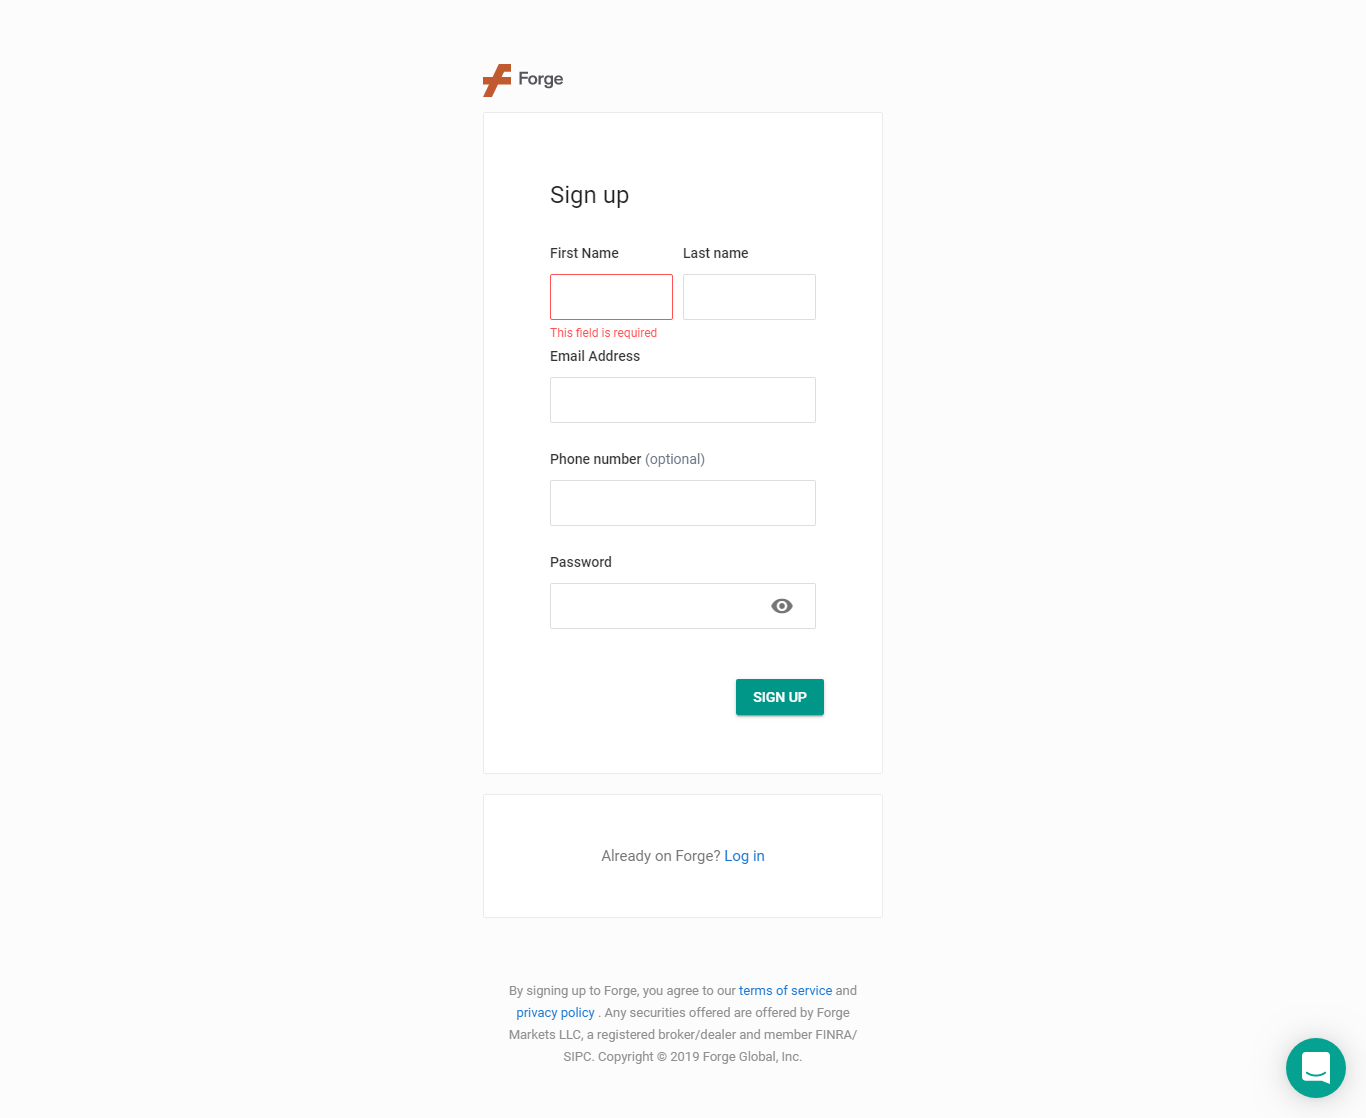 Forge
Sign up
First Name
Last name
This field is required
Email Address
Phone number (optional)
Password
SIGN UP
Already on Forge? Log in
By signing up to Forge, you agree to our terms of service and
privacy policy . Any securities offered are offered by Forge
Markets LLC, a registered broker/dealer and member FINRA/
SIPC. Copyright © 2019 Forge Global, Inc.